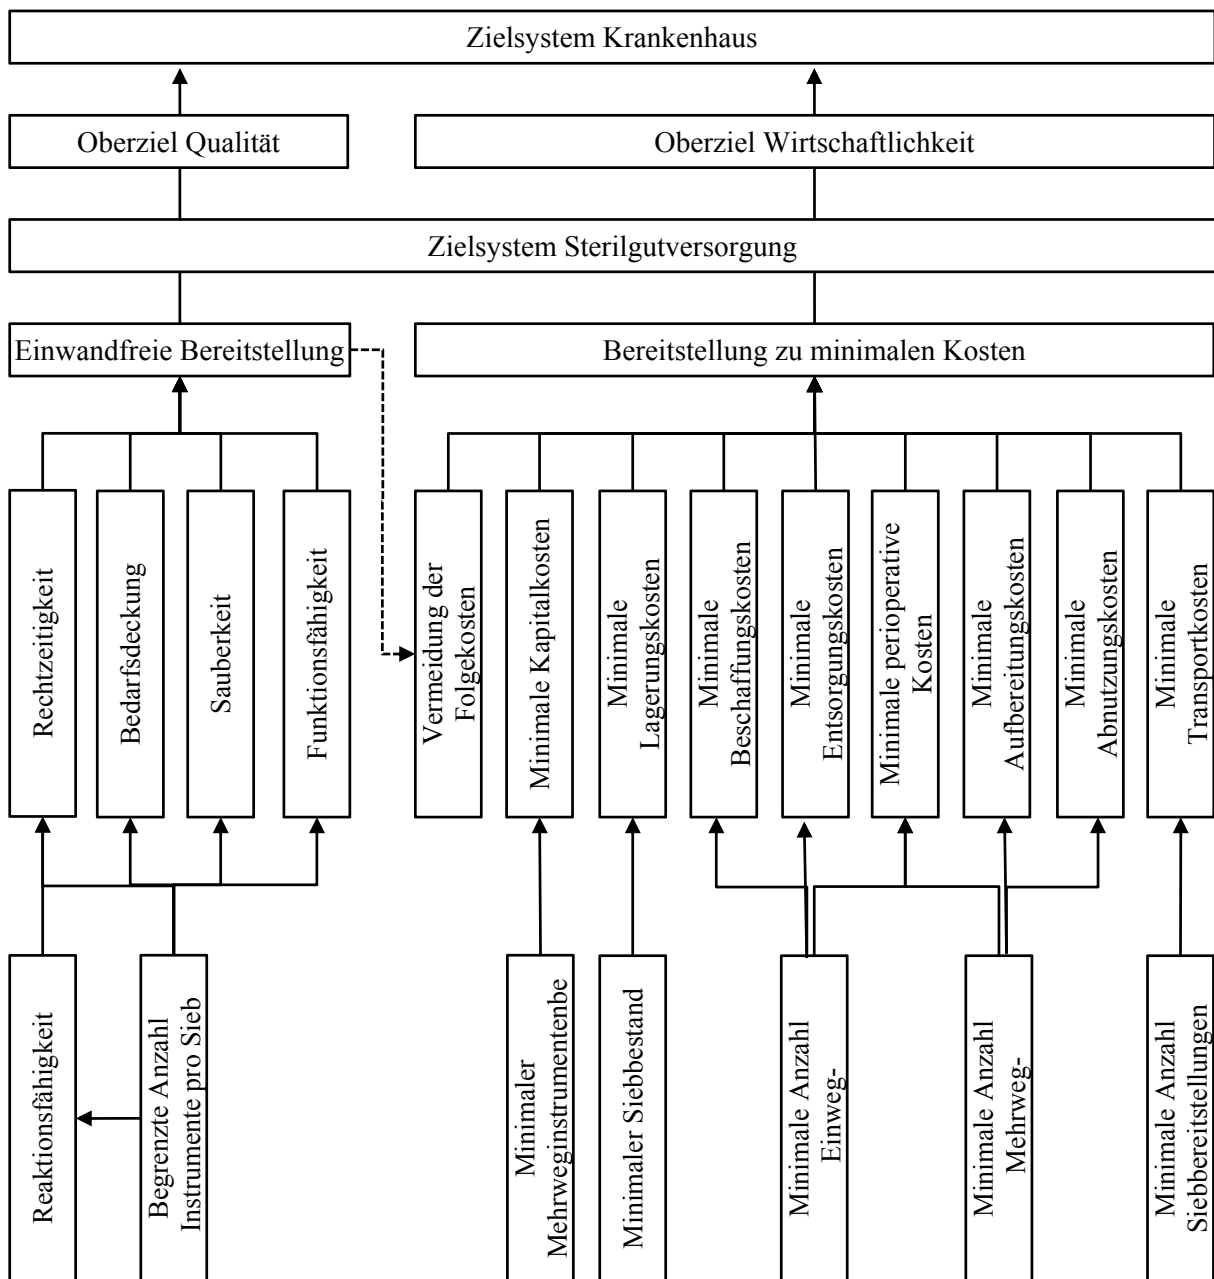 Zielsystem Krankenhaus
Oberziel Qualität
Oberziel Wirtschaftlichkeit
Zielsystem Sterilgutversorgung
Einwandfreie Bereitstellung
Bereitstellung zu minimalen Kosten
Rechtzeitigkeit
Bedarfsdeckung
Sauberkeit
Funktionsfähigkeit
Vermeidung der
Folgekosten
Minimale Kapitalkosten
Minimale
Lagerungskosten
Minimale
Beschaffungskosten
Minimale
Entsorgungskosten
Minimale perioperative
Kosten
Minimale
Aufbereitungskosten
Minimale
Abnutzungskosten
Minimale
Transportkosten
Reaktionsfähigkeit
Begrenzte Anzahl
Instrumente pro Sieb
Minimaler
Mehrweginstrumentenbe
Minimaler Siebbestand
Minimale Anzahl
Einweg-
Minimale Anzahl
Mehrweg-
Minimale Anzahl
Siebbereitstellungen